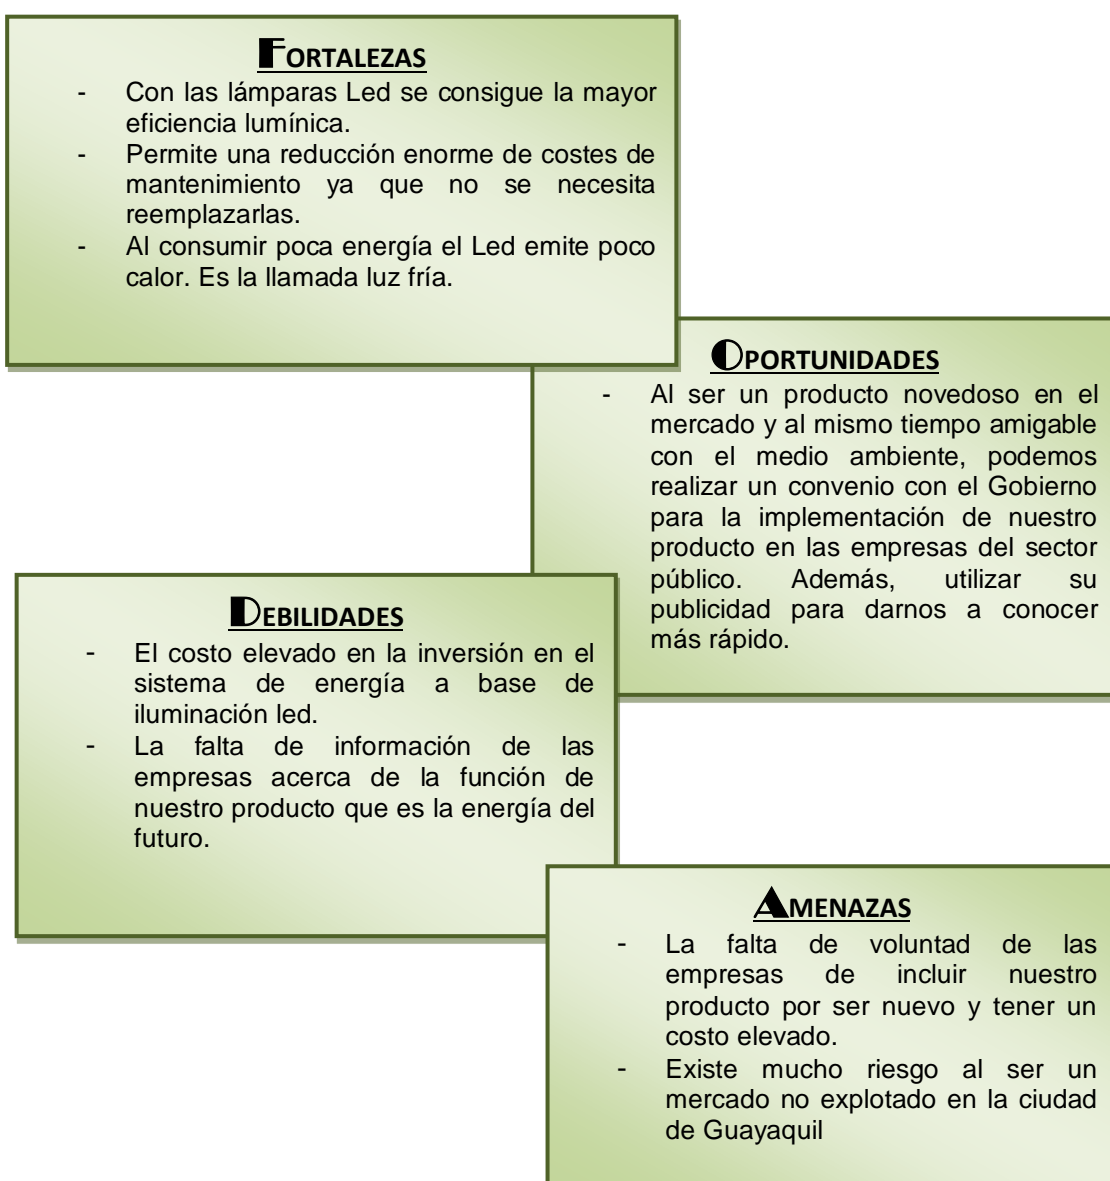 FORTALEZAS
- Con las lámparas Led se consigue la mayor
eficiencia lumínica.
- Permite una reducción enorme de costes de
mantenimiento ya que no se necesita
reemplazarlas.
- Al consumir poca energía el Led emite poco
calor. Es la llamada luz fría.
OPORTUNIDADES
- Al ser un producto novedoso en el
mercado y al mismo tiempo amigable
con el medio ambiente, podemos
realizar un convenio con el Gobierno
para la implementación de nuestro
producto en las empresas del sector
público. Además, utilizar su
publicidad para darnos a conocer
más rápido.
DEBILIDADES
- El costo elevado en la inversión en el
sistema de energía a base de
iluminación led.
- La falta de información de las
empresas acerca de la función de
nuestro producto que es la energía del
futuro.
AMENAZAS
- La falta de voluntad de las
empresas de incluir nuestro
producto por ser nuevo y tener un
costo elevado.
- Existe mucho riesgo al ser un
mercado no explotado en la ciudad
de Guayaquil